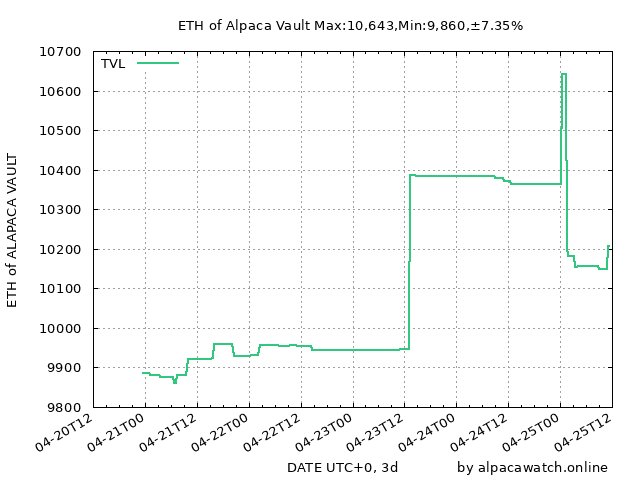 ETH of Alpaca Vault Max:10,643,Min:9,860,±7.35%
TVL
ETH of ALAPACA VAULT
10700
10600
10500
10400
10300
10200
10100
10000
9900
9800
04-20T12
04-21T00
04-21T12
04-22T00
04-22T12
04-23T00
04-23T12
04-24T00
04-24T12
04-25T00
04-25T12
DATE UTC+0, 3d
by alpacawatch.online